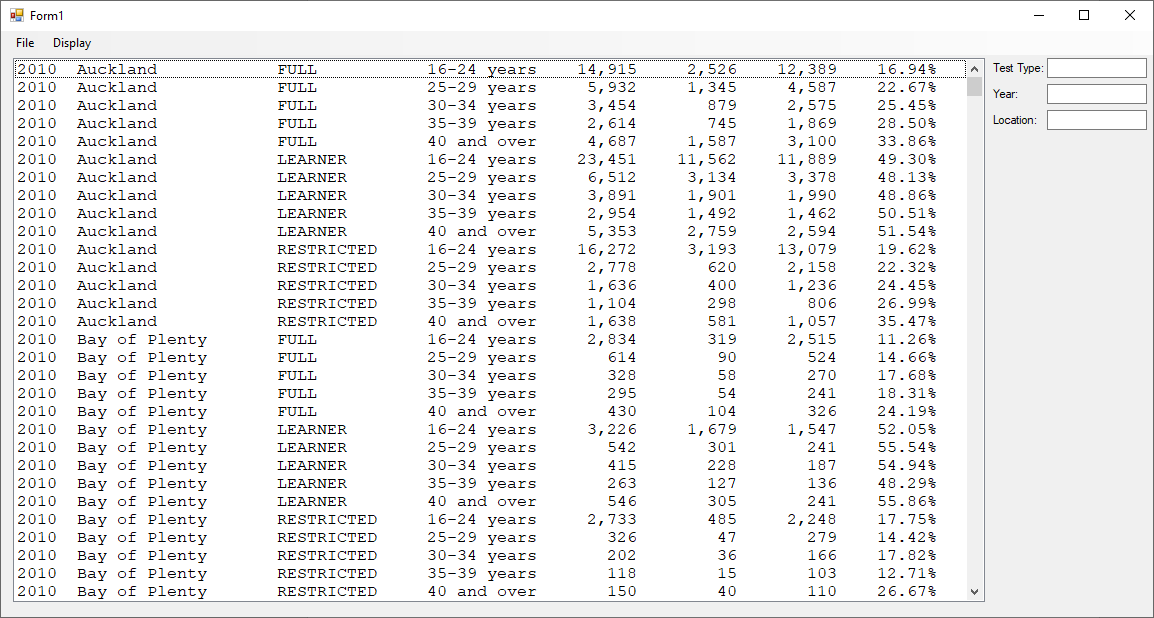 Form1
File Display
2010 Auckland FULL 16-24 years 14,915 2,526 12,389 16.94%
2010 Auckland FULL 25-29 years 5,932 1,345 4,587 22.67%
2010 Auckland FULL 30-34 years 3,454 879 2,575 25.45%
2010 Auckland FULL 35-39 years 2,614 745 1,869 28.50%
2010 Auckland FULL 40 and over 4,687 1,587 3,100 33.86%
2010 Auckland LEARNER 16-24 years 23,451 11,562 11,889 49.30%
2010 Auckland LEARNER 25-29 years 6,512 3,134 3,378 48.13%
2010 Auckland LEARNER 30-34 years 3,891 1,901 1,990 48.86%
2010 Auckland LEARNER 35-39 years 2,954 1,492 1,462 50.51%
2010 Auckland LEARNER 40 and over 5,353 2,759 2,594 51.54%
2010 Auckland RESTRICTED 16-24 years 16,272 3,193 13,079 19.62%
2010 Auckland RESTRICTED 25-29 years 2,778 620 2,158 22.32%
2010 Auckland RESTRICTED 30-34 years 1,636 400 1,236 24.45%
2010 Auckland RESTRICTED 35-39 years 1,104 298 806 26.99%
2010 Auckland RESTRICTED 40 and over 1,638 581 1,057 35.47%
2010 Bay of Plenty FULL 16-24 years 2,834 319 2,515 11.26%
2010 Bay of Plenty FULL 25-29 years 614 90 524 14.66%
2010 Bay of Plenty FULL 30-34 years 328 58 270 17.68%
2010 Bay of Plenty FULL 35-39 years 295 54 241 18.31%
2010 Bay of Plenty FULL 40 and over 430 104 326 24.19%
2010 Bay of Plenty LEARNER 16-24 years 3,226 1,679 1,547 52.05%
2010 Bay of Plenty LEARNER 25-29 years 542 301 241 55.54%
2010 Bay of Plenty LEARNER 30-34 years 415 228 187 54.94%
2010 Bay of Plenty LEARNER 35-39 years 263 127 136 48.29%
2010 Bay of Plenty LEARNER 40 and over 546 305 241 55.86%
2010 Bay of Plenty RESTRICTED 16-24 years 2,733 485 2,248 17.75%
2010 Bay of Plenty RESTRICTED 25-29 years 326 47 279 14.42%
2010 Bay of Plenty RESTRICTED 30-34 years 202 36 166 17.82%
2010 Bay of Plenty RESTRICTED 35-39 years 118 15 103 12.71%
2010 Bay of Plenty RESTRICTED 40 and over 150 40 110 26.67%
Test Type:
Year:
Location: